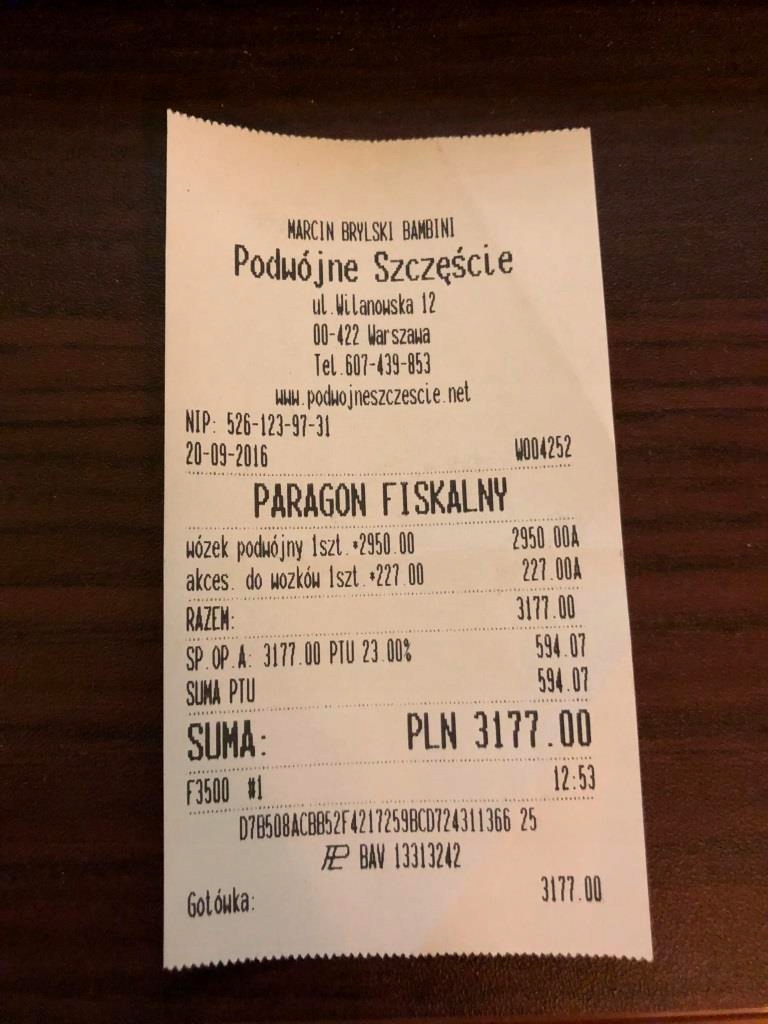 MARCIN BRYLSKI BAMBINI
Podwójne Szczęście
ul.Wilanowska 12
00-422 Warszawa
Tel.607-439-853
www.podwojneszczescie.net
NIP: 526-123-97-31
20-09-2016 W004252
PARAGON FISKALNY
wózek podwójny 1szt.*2950.00 2950.00A
akces. do wozków 1szt.*227.00 227.00A
RAZEM: 3177.00
SP.OP.A: 3177.00 PTU 23.00% 594.07
SUMA PTU 594.07
SUMA: PLN 3177.00
F3500 #1 12:53
D7B508ACBB52F4217259BCD724311366 25
BAV 13313242
Gotówka: 3177.00